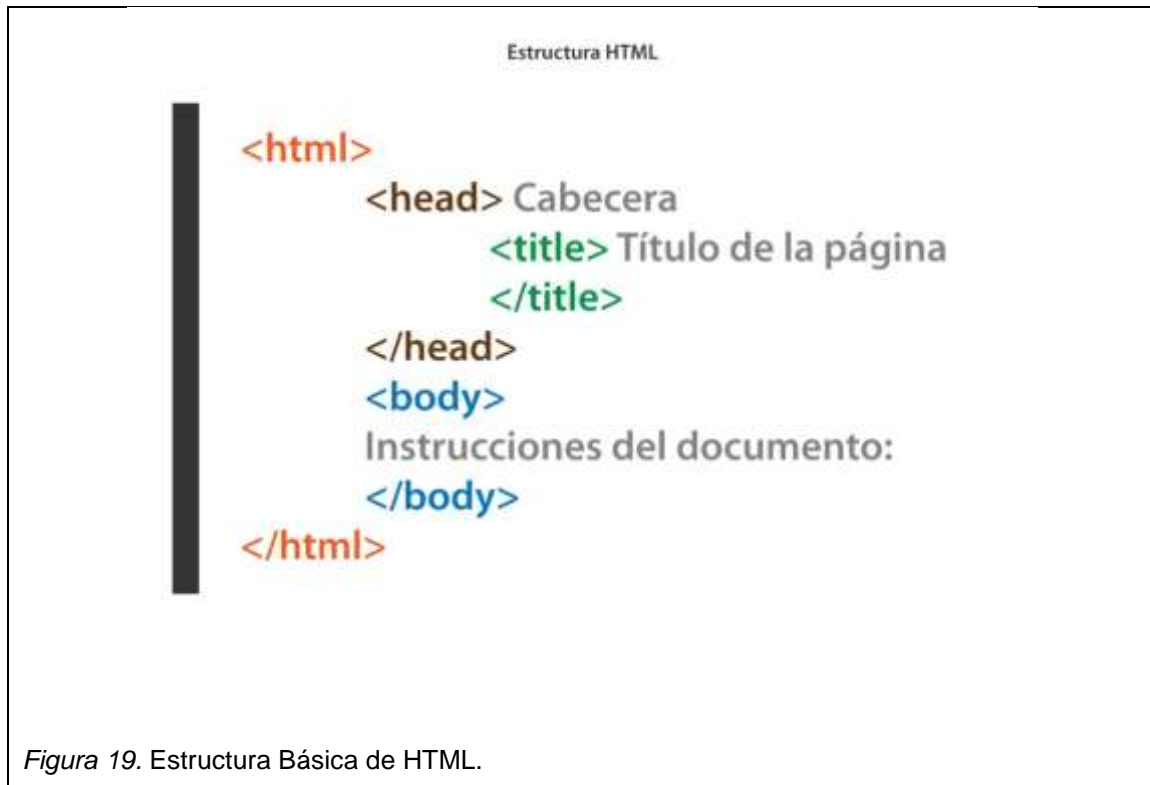 Estructura HTML
<html>
<head> Cabecera
<title> Título de la página
</title>
</head>
<body>
Instrucciones del documento:
</body>
</html>
Figura 19. Estructura Básica de HTML.